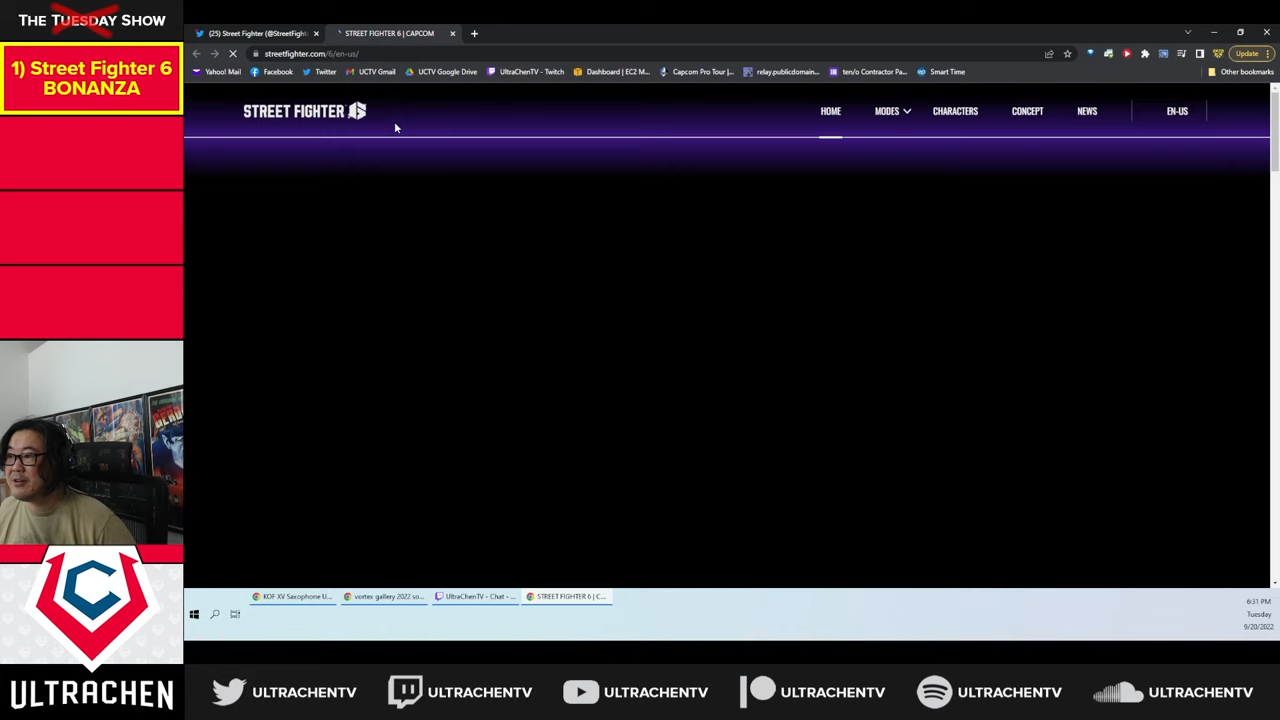 THE TUESDAY SHOW
1) Street Fighter 6
BONANZA
(25) Street Fighter (@StreetFigh
STREET FIGHTER 6 | CAPCOM
streetfighter.com/6/en-us/
Update
Yahoo! Mail
Facebook
Twitter
UCTV Gmail
UCTV Google Drive
UltraChenTV - Twitch
Dashboard | EC2 M...
Capcom Pro Tour |...
relay.publicdomain...
ten/o Contractor Pa...
Smart Time
Other bookmarks
STREET FIGHTER 6
HOME
MODES
CHARACTERS
CONCEPT
NEWS
EN-US
KOF XV Saxophone U...
vortex gallery 2022 so...
UltraChenTV - Chat - ...
STREET FIGHTER 6 | C...
6:31 PM
Tuesday
9/20/2022
C
ULTRACHEN
ULTRACHENTV
ULTRACHENTV
ULTRACHENTV
ULTRACHENTV
ULTRACHENTV
ULTRACHENTV